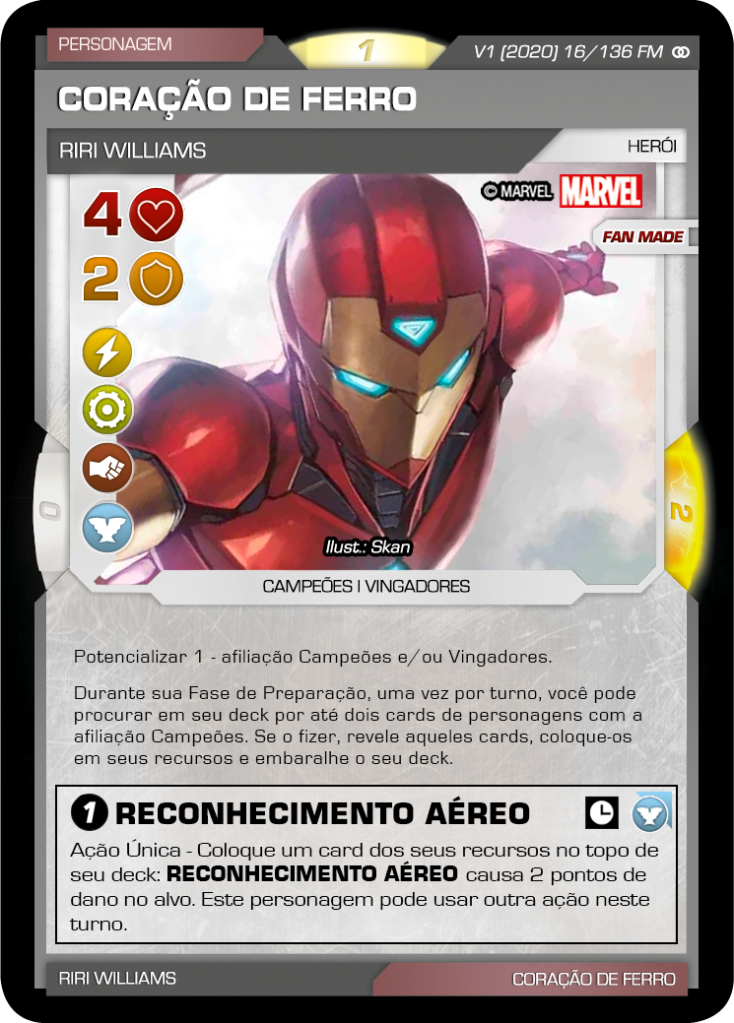 PERSONAGEM
1
V1 (2020) 16/136 FM
CORAÇÃO DE FERRO
RIRI WILLIAMS
HERÓI
© MARVEL
MARVEL
4
FAN MADE
2
0
2
Ilust.: Skan
CAMPEÕES | VINGADORES
Potencializar 1 - afiliação Campeões e/ou Vingadores.
Durante sua Fase de Preparação, uma vez por turno, você pode
procurar em seu deck por até dois cards de personagens com a
afiliação Campeões. Se o fizer, revele aqueles cards, coloque-os
em seus recursos e embaralhe o seu deck.
1 RECONHECIMENTO AÉREO
Ação Única - Coloque um card dos seus recursos no topo de
seu deck: RECONHECIMENTO AÉREO causa 2 pontos de
dano no alvo. Este personagem pode usar outra ação neste
turno.
RIRI WILLIAMS
CORAÇÃO DE FERRO